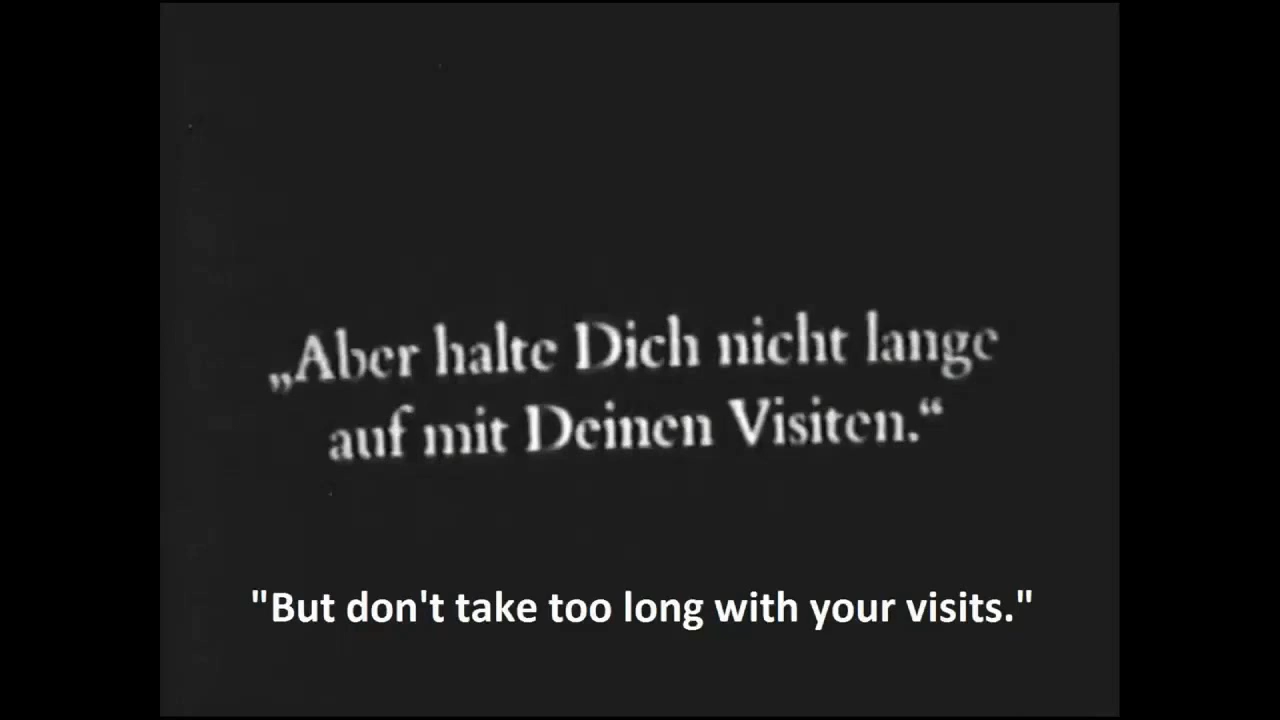 „Aber halte Dich nicht lange
auf mit Deinen Visiten.“
"But don't take too long with your visits."